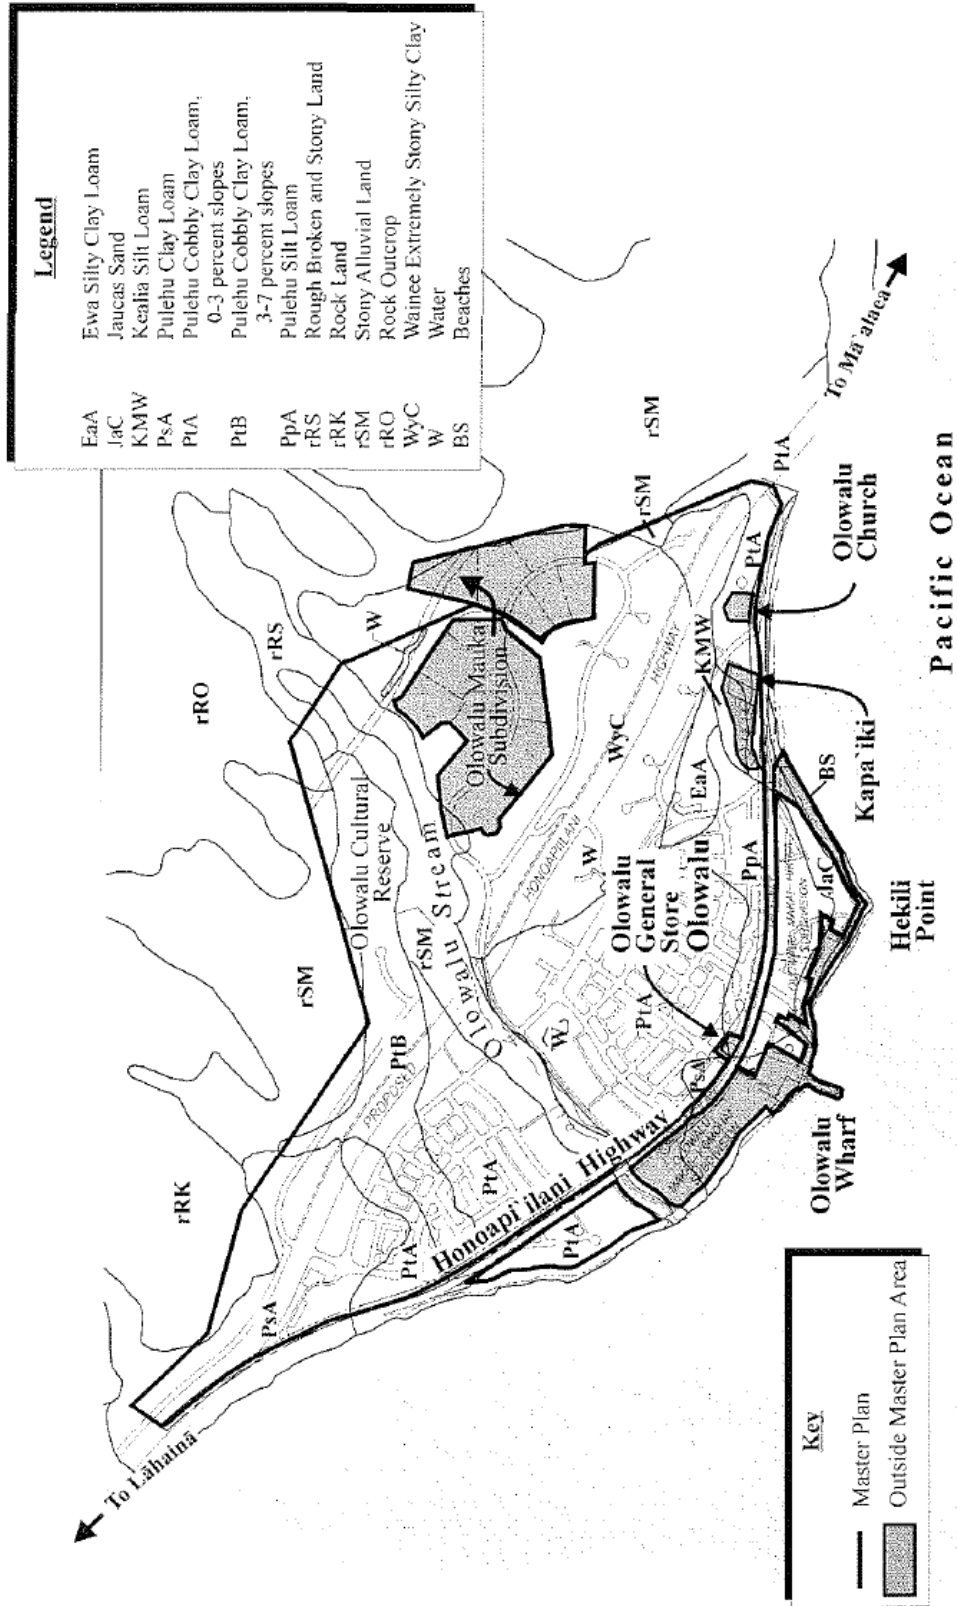 Legend
EaA Ewa Silty Clay Loam
JaC Jaucas Sand
KMW Kealia Silt Loam
PsA Pulehu Clay Loam
PtA Pulehu Cobbly Clay Loam,
0-3 percent slopes
PtB Pulehu Cobbly Clay Loam,
3-7 percent slopes
PpA Pulehu Silt Loam
rRS Rough Broken and Stony Land
rRK Rock Land
rSM Stony Alluvial Land
rRO Rock Outcrop
WyC Wainee Extremely Stony Silty Clay
W Water
BS Beaches
To Lāhainā
rRK
rSM
rRO
rRS
W
rSM
rSM
PsA
PtA
PtA
PtB
PROPOSED
rSM
Olowalu Cultural
Reserve
Olowalu Stream
Olowalu Mauka
Subdivision
HONOAPIILANI
HIGHWAY
WyC
W
W
EaA
KMW
Honoapi`ilani Highway
PtA
PsA
PtA
Olowalu
General
Store
Olowalu
PpA
JaC
BS
PtA
PtA
To Mā`alaea
Olowalu
Wharf
Hekili
Point
Kapa`iki
Olowalu
Church
Pacific Ocean
Key
Master Plan
Outside Master Plan Area